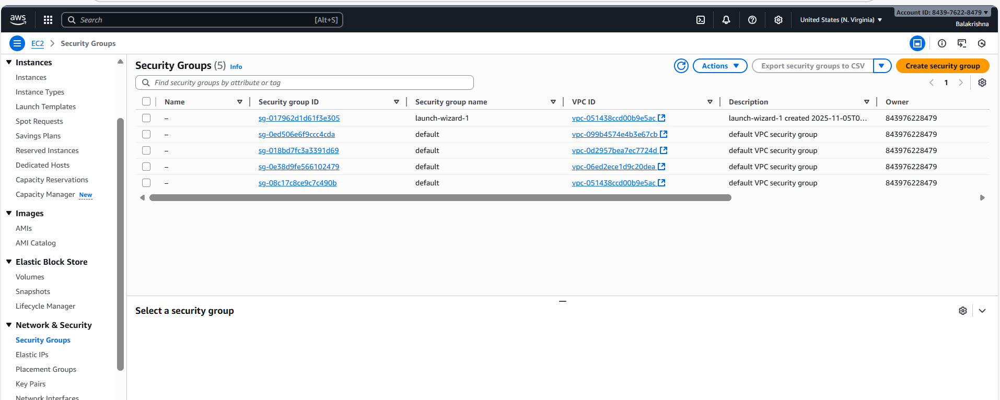 aws
Search [Alt+S]
United States (N. Virginia)
Account ID: 8439-7622-8479
Balakrishna
EC2 Security Groups
Instances
Instances
Instance Types
Launch Templates
Spot Requests
Savings Plans
Reserved Instances
Dedicated Hosts
Capacity Reservations
Capacity Manager New
Images
AMIs
AMI Catalog
Elastic Block Store
Volumes
Snapshots
Lifecycle Manager
Network & Security
Security Groups
Elastic IPs
Placement Groups
Key Pairs
Network Interfaces
Security Groups (5) Info
Actions
Export security groups to CSV
Create security group
Find security groups by attribute or tag
1
Name Security group ID Security group name VPC ID Description Owner
– sg-017962d1d61f3e305 launch-wizard-1 vpc-051438ccd00b9e5ac launch-wizard-1 created 2025-11-05T0... 843976228479
– sg-0ed506e6f9ccc4cda default vpc-099b4574e4b3e67cb default VPC security group 843976228479
– sg-018bd7fc3a3391d69 default vpc-0d2957bea7ec7724d default VPC security group 843976228479
– sg-0e38d9fe566102479 default vpc-06ed2ece1d9c20dea default VPC security group 843976228479
– sg-08c17c8ce9c7c490b default vpc-051438ccd00b9e5ac default VPC security group 843976228479
Select a security group